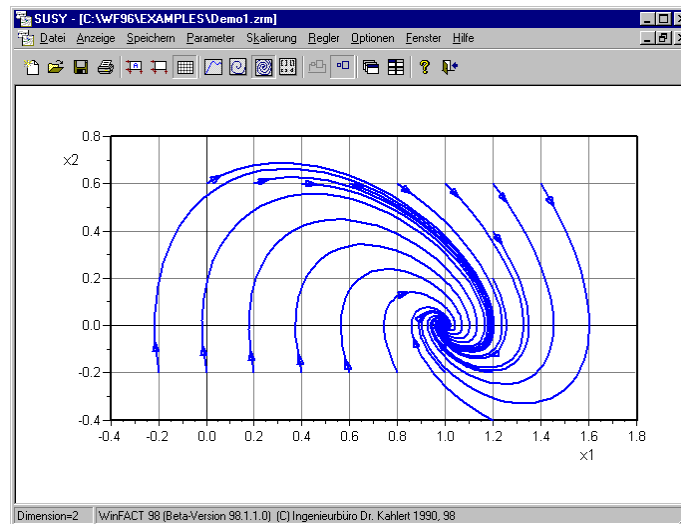 SUSY - [C:\WF96\EXAMPLES\Demo1.zrm]
Datei Anzeige Speichern Parameter Skalierung Regler Optionen Fenster Hilfe
0.8
x2
0.6
0.4
0.2
0.0
-0.2
-0.4
-0.4 -0.2 0.0 0.2 0.4 0.6 0.8 1.0 1.2 1.4 1.6 1.8
x1
Dimension=2 WinFACT 98 (Beta-Version 98.1.1.0) (C) Ingenieurbüro Dr. Kahlert 1990, 98